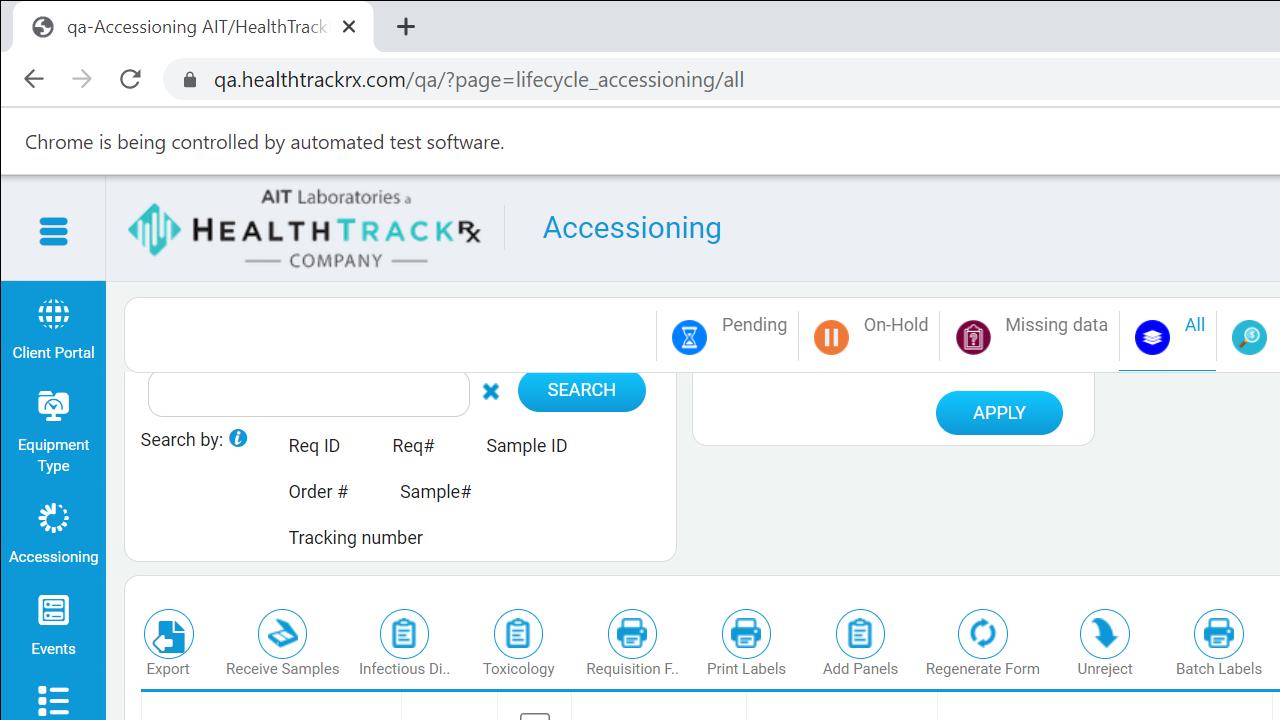 qa-Accessioning AIT/HealthTrack
qa.healthtrackrx.com/qa/?page=lifecycle_accessioning/all
Chrome is being controlled by automated test software.
AIT Laboratories a
HEALTHTRACKRx
COMPANY
Accessioning
Client Portal
Equipment
Type
Accessioning
Events
Pending
On-Hold
Missing data
All
SEARCH
APPLY
Search by:
Req ID
Req#
Sample ID
Order #
Sample#
Tracking number
Export
Receive Samples
Infectious Di..
Toxicology
Requisition F..
Print Labels
Add Panels
Regenerate Form
Unreject
Batch Labels